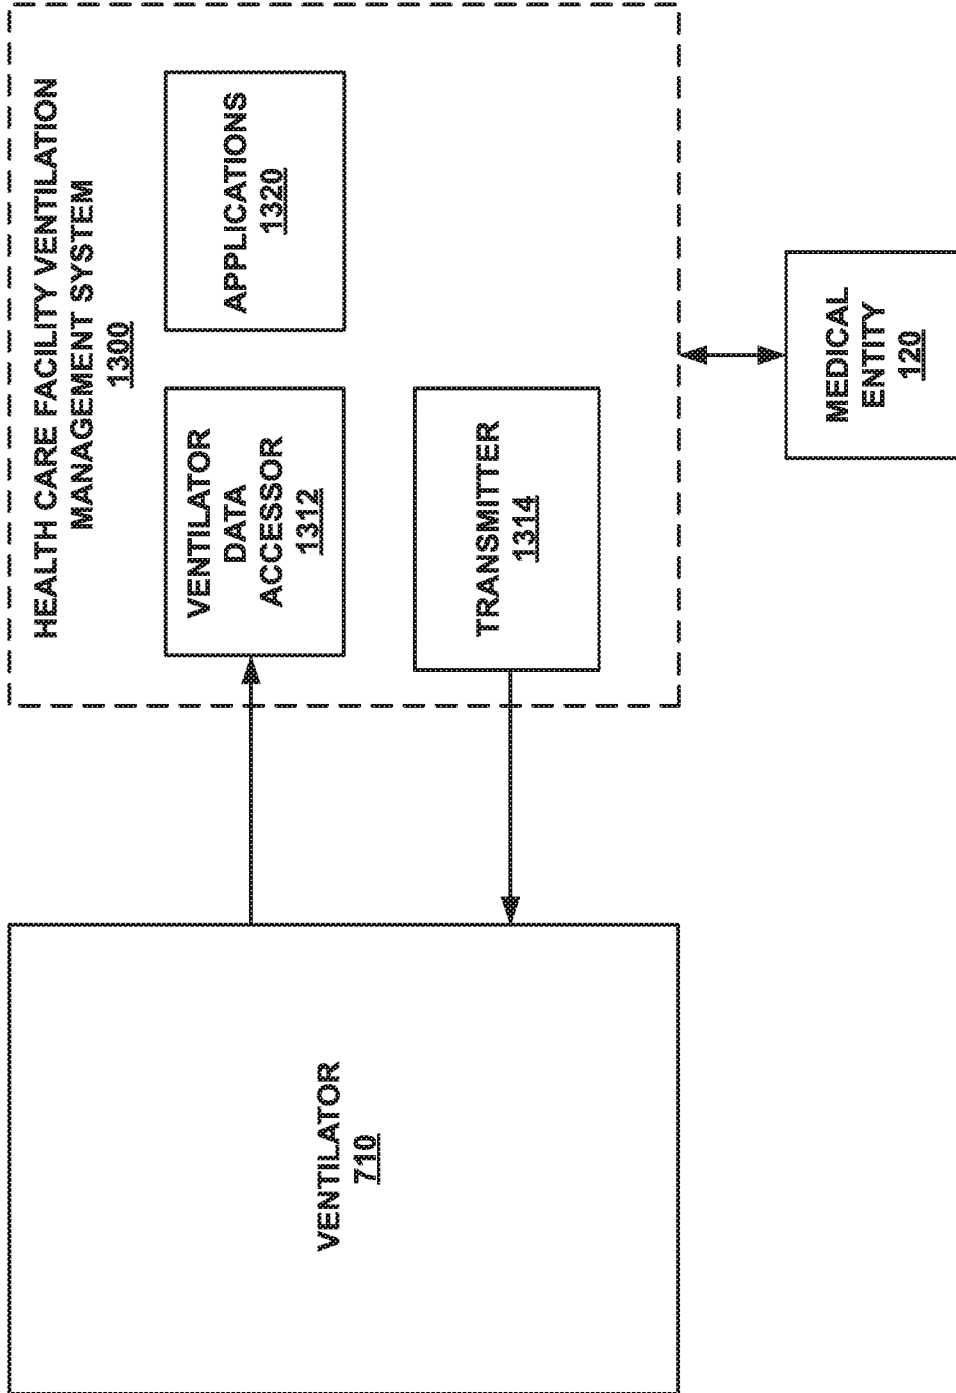 HEALTH CARE FACILITY VENTILATION
MANAGEMENT SYSTEM
1300
VENTILATOR
710
VENTILATOR
DATA
ACCESSOR
1312
APPLICATIONS
1320
TRANSMITTER
1314
MEDICAL
ENTITY
120